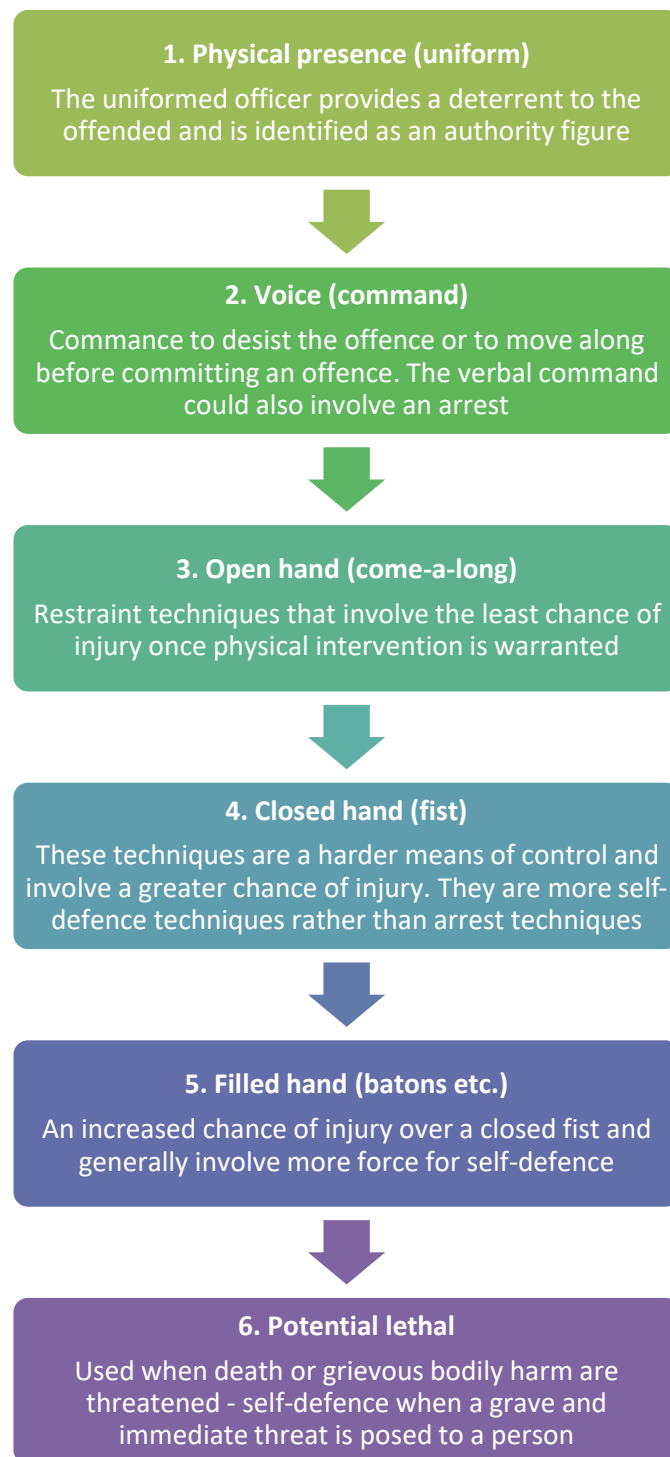 1. Physical presence (uniform)
The uniformed officer provides a deterrent to the
offended and is identified as an authority figure
2. Voice (command)
Commance to desist the offence or to move along
before committing an offence. The verbal command
could also involve an arrest
3. Open hand (come-a-long)
Restraint techniques that involve the least chance of
injury once physical intervention is warranted
4. Closed hand (fist)
These techniques are a harder means of control and
involve a greater chance of injury. They are more self-
defence techniques rather than arrest techniques
5. Filled hand (batons etc.)
An increased chance of injury over a closed fist and
generally involve more force for self-defence
6. Potential lethal
Used when death or grievous bodily harm are
threatened - self-defence when a grave and
immediate threat is posed to a person